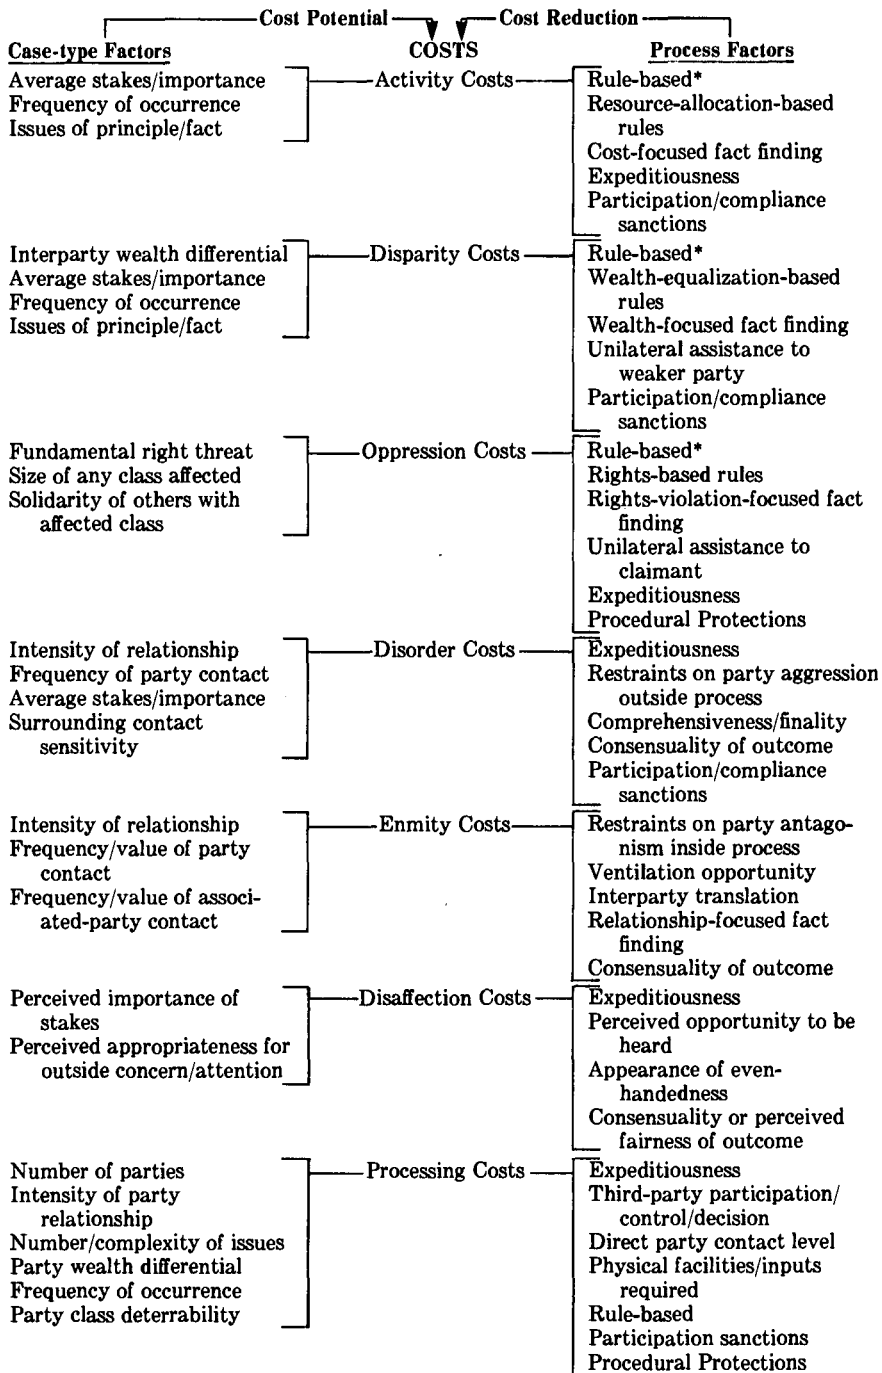 Cost Potential Cost Reduction
Case-type Factors COSTS Process Factors
Average stakes/importance Activity Costs Rule-based*
Frequency of occurrence Resource-allocation-based
Issues of principle/fact rules
Cost-focused fact finding
Expeditiousness
Participation/compliance
sanctions
Interparty wealth differential Disparity Costs Rule-based*
Average stakes/importance Wealth-equalization-based
Frequency of occurrence rules
Issues of principle/fact Wealth-focused fact finding
Unilateral assistance to
weaker party
Participation/compliance
sanctions
Fundamental right threat Oppression Costs Rule-based*
Size of any class affected Rights-based rules
Solidarity of others with Rights-violation-focused fact
affected class finding
Unilateral assistance to
claimant
Expeditiousness
Procedural Protections
Intensity of relationship Disorder Costs Expeditiousness
Frequency of party contact Restraints on party aggression
Average stakes/importance outside process
Surrounding contact Comprehensiveness/finality
sensitivity Consensuality of outcome
Participation/compliance
sanctions
Intensity of relationship Enmity Costs Restraints on party antago-
Frequency/value of party nism inside process
contact Ventilation opportunity
Frequency/value of associ- Interparty translation
ated-party contact Relationship-focused fact
finding
Consensuality of outcome
Perceived importance of Disaffection Costs Expeditiousness
stakes Perceived opportunity to be
Perceived appropriateness for heard
outside concern/attention Appearance of even-
handedness
Consensuality or perceived
fairness of outcome
Number of parties Processing Costs Expeditiousness
Intensity of party Third-party participation/
relationship control/decision
Number/complexity of issues Direct party contact level
Party wealth differential Physical facilities/inputs
Frequency of occurrence required
Party class deterrability Rule-based
Participation sanctions
Procedural Protections